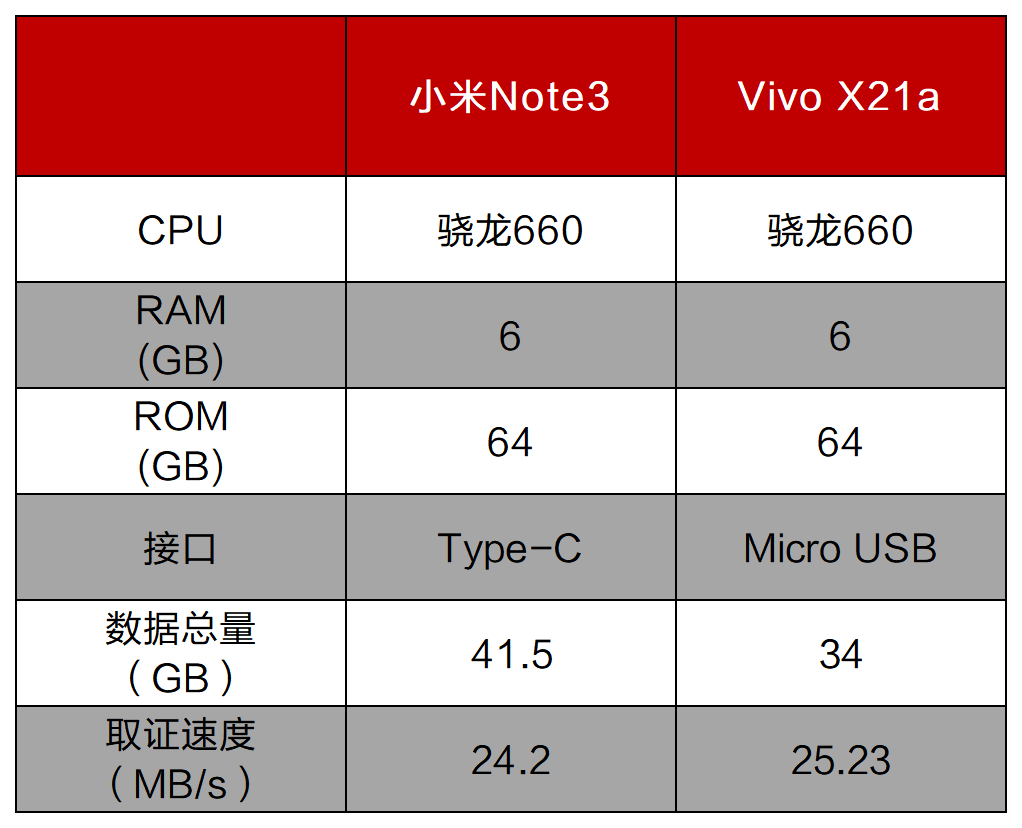 小米Note3 Vivo X21a
CPU 骁龙660 骁龙660
RAM
(GB) 6 6
ROM
(GB) 64 64
接口 Type-C Micro USB
数据总量
（GB） 41.5 34
取证速度
（MB/s） 24.2 25.23